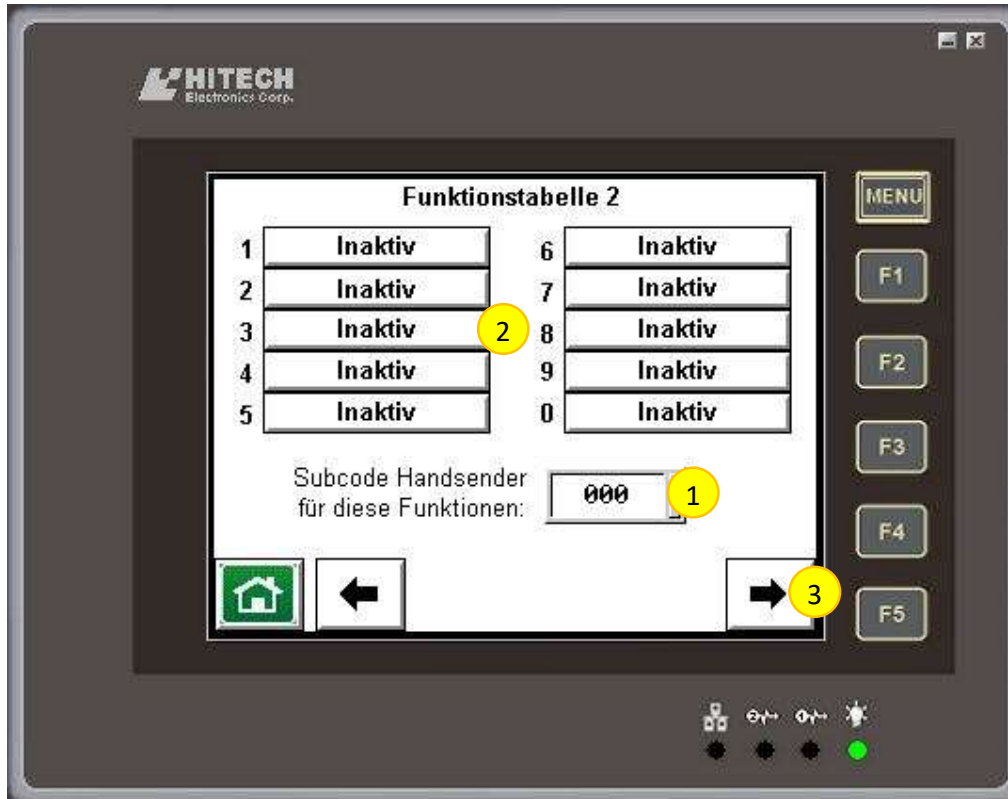 HITECH
Electronics Corp.
Funktionstabelle 2
MENU
1 Inaktiv 6 Inaktiv
F1
2 Inaktiv 7 Inaktiv
3 Inaktiv 2 8 Inaktiv
4 Inaktiv 9 Inaktiv
F2
5 Inaktiv 0 Inaktiv
F3
Subcode Handsender
für diese Funktionen: 000 1
F4
3
F5
2 1